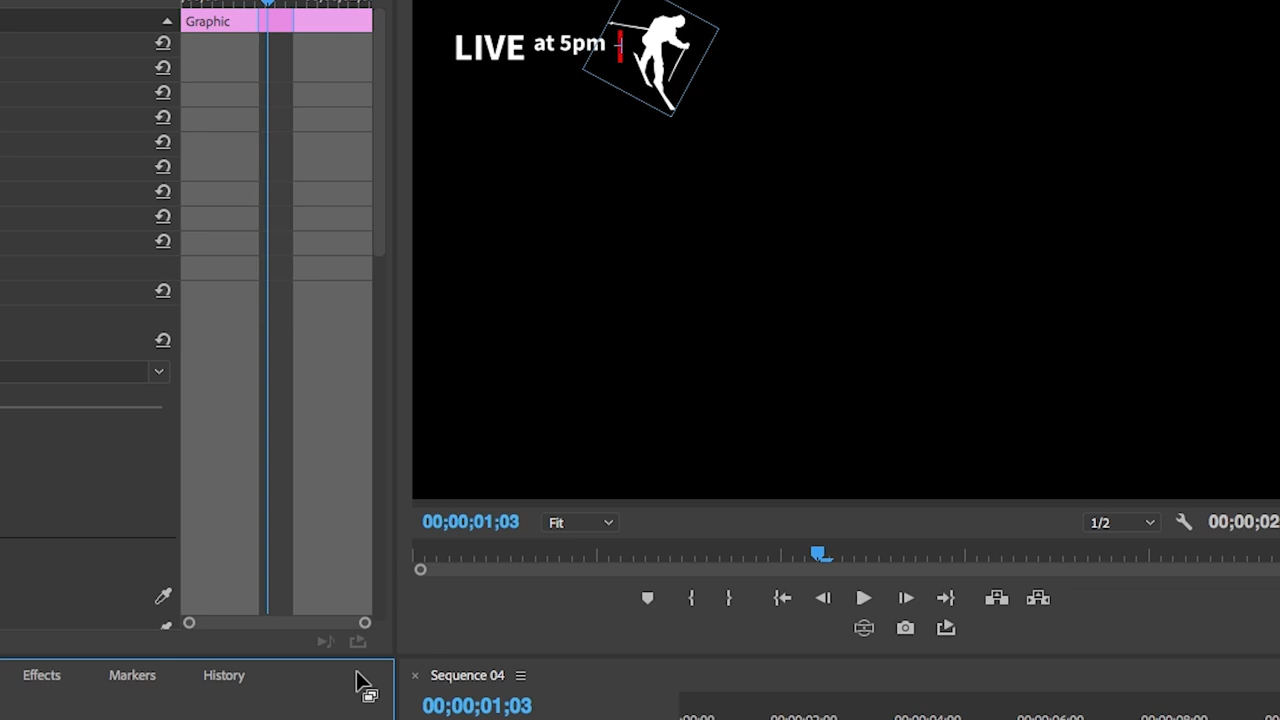 Graphic
LIVE at 5pm
00;00;01;03
Fit
1/2
00;00;02
Effects
Markers
History
Sequence 04
00;00;01;03